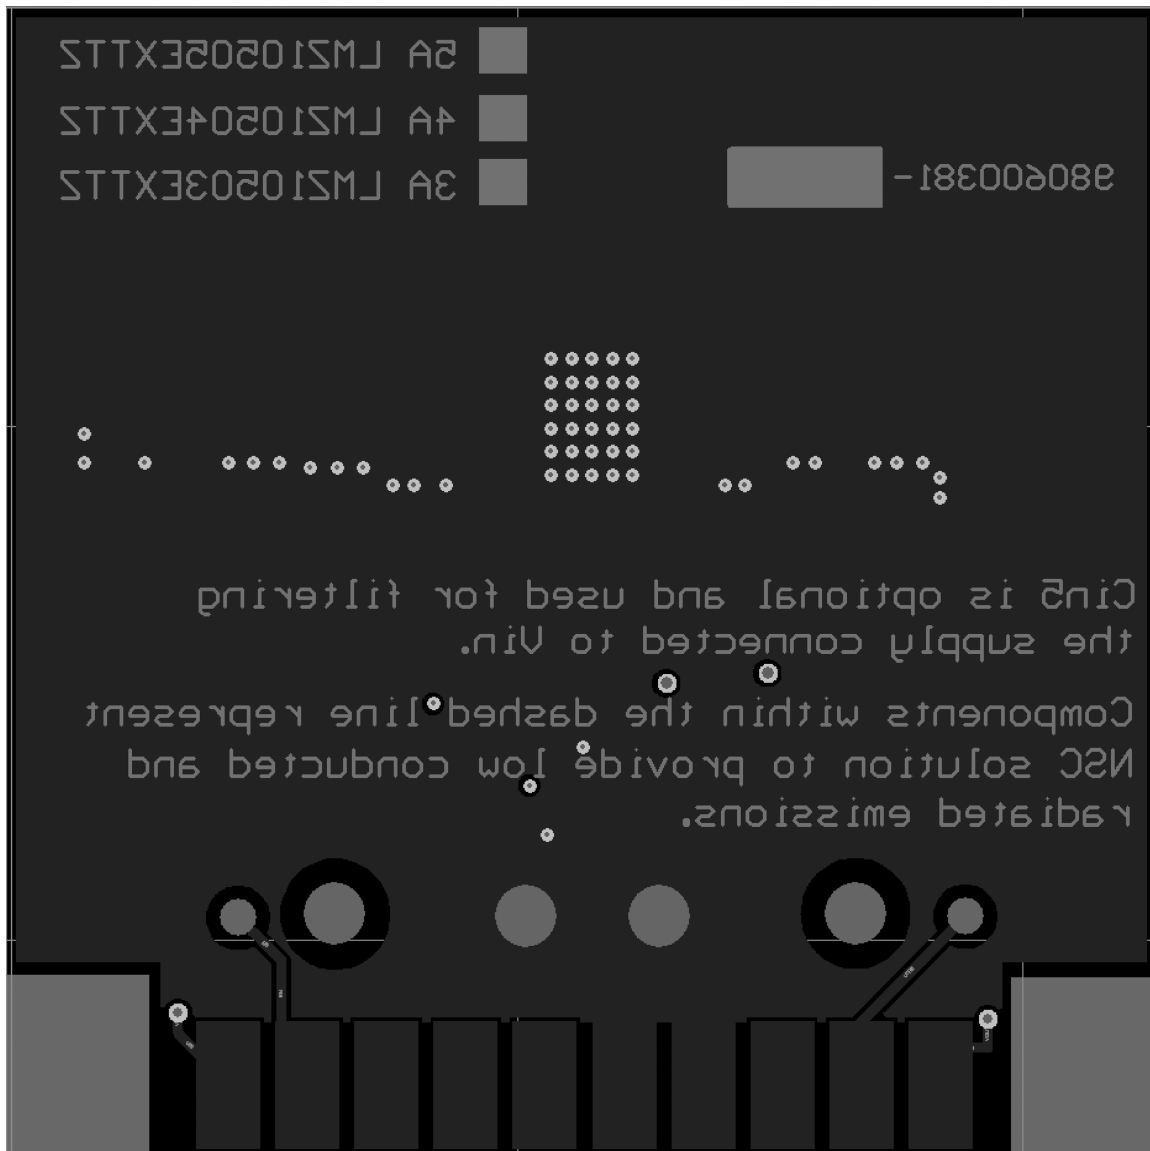 5A LMZ10505EXTTZ
4A LMZ10504EXTTZ
3A LMZ10503EXTTZ
980600381-
Cin5 is optional and used for filtering
the supply connected to Vin.
Components within the dashed line represent
NSC solution to provide low conducted and
radiated emissions.